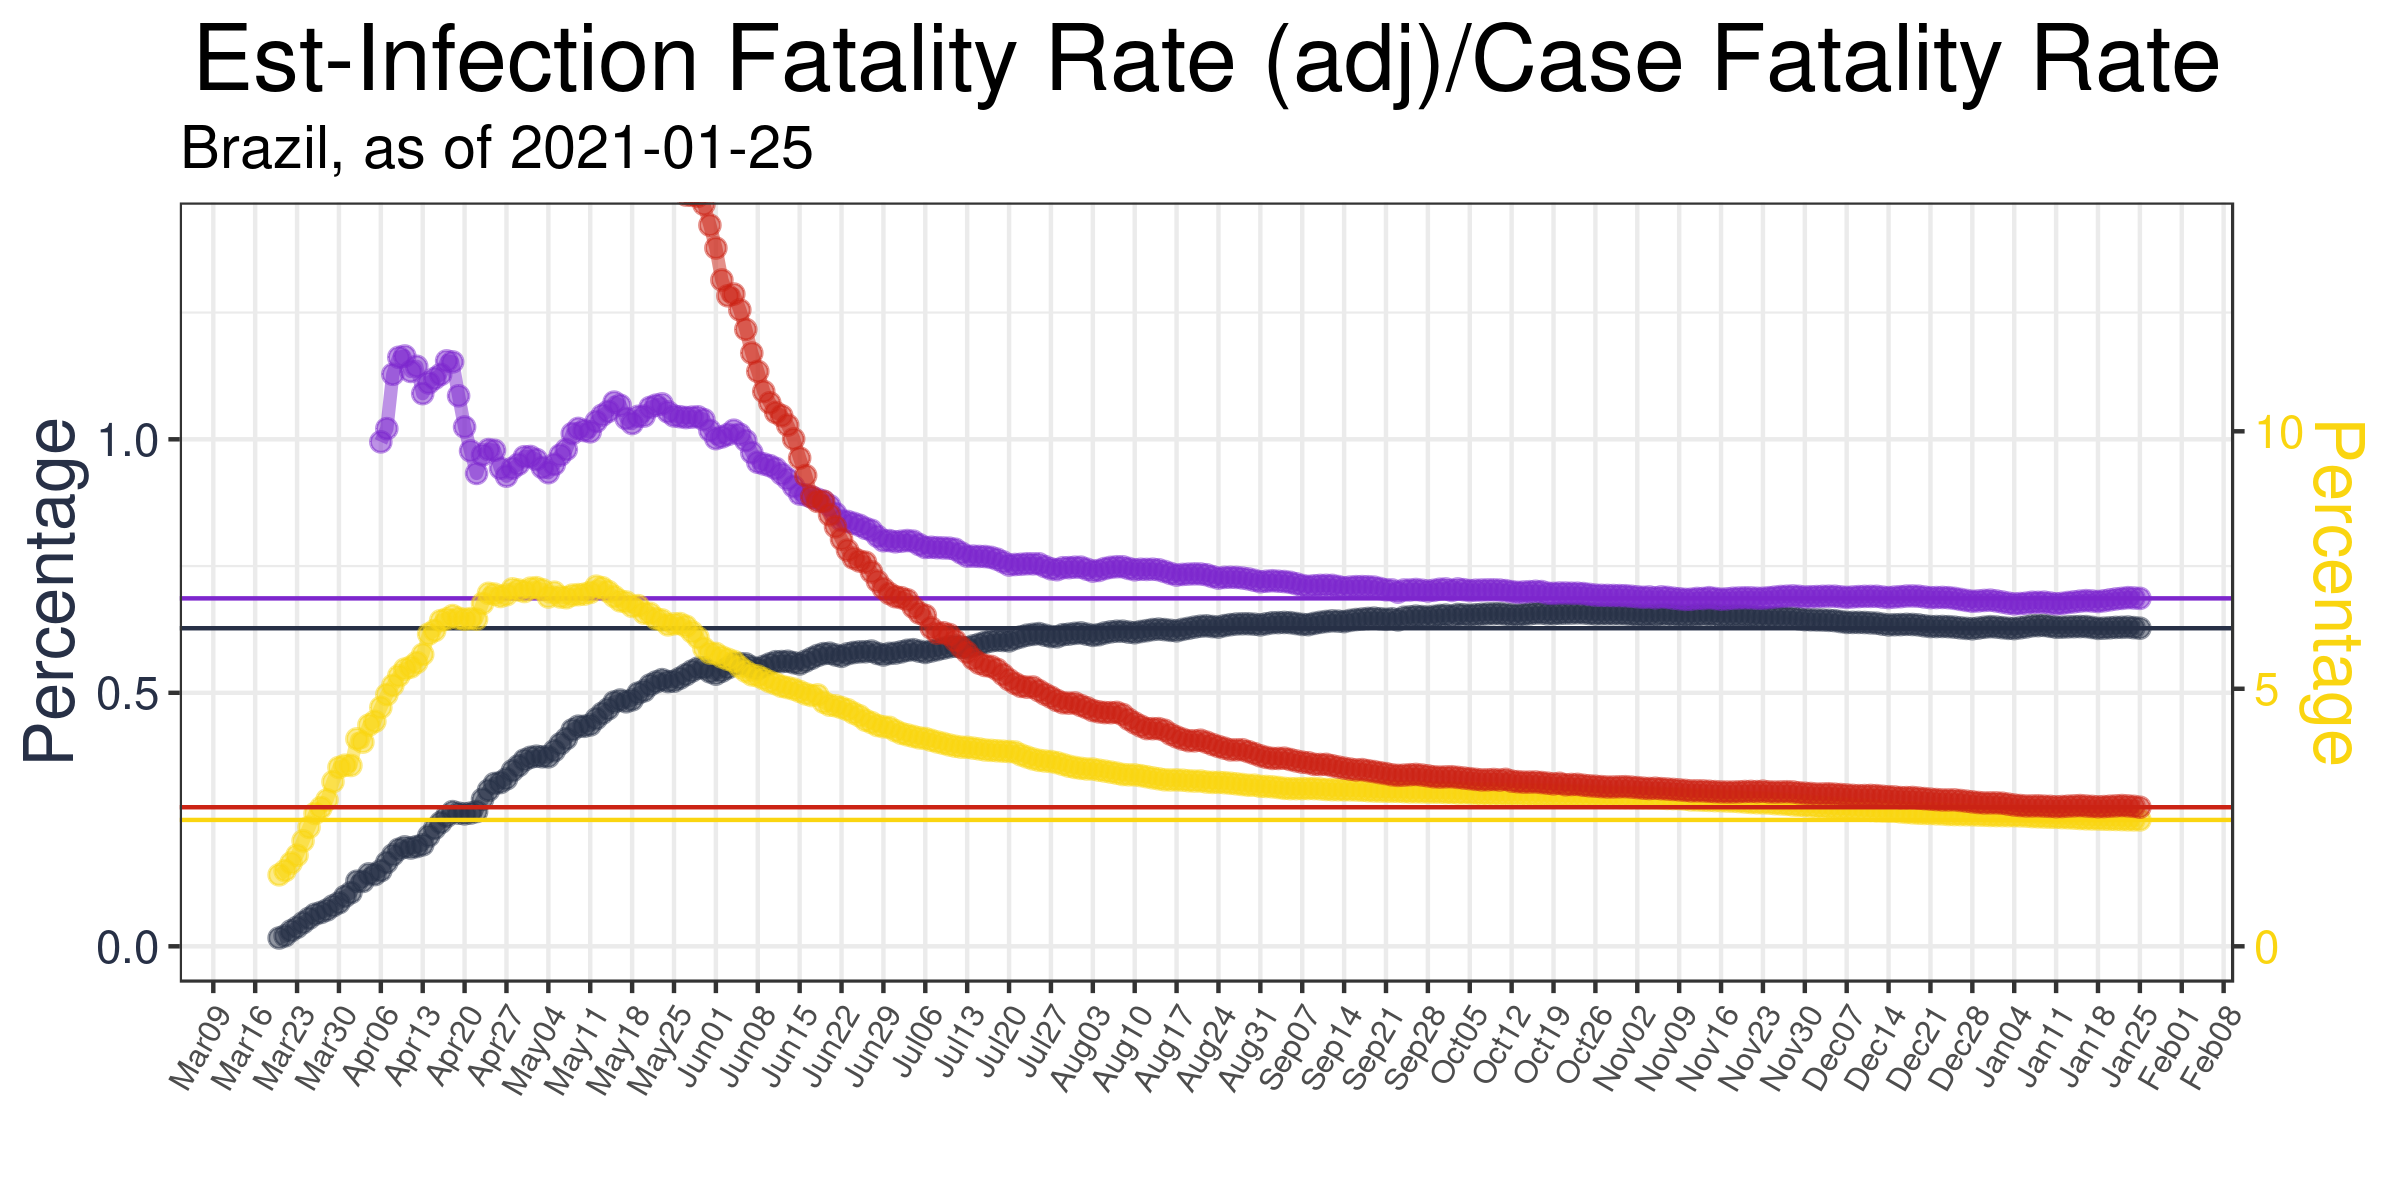 Est-Infection Fatality Rate (adj)/Case Fatality Rate
Brazil, as of 2021-01-25
Percentage
1.0
0.5
0.0
10
5
0
Percentage
Mar09
Mar16
Mar23
Mar30
Apr06
Apr13
Apr20
Apr27
May04
May11
May18
May25
Jun01
Jun08
Jun15
Jun22
Jun29
Jul06
Jul13
Jul20
Jul27
Aug03
Aug10
Aug17
Aug24
Aug31
Sep07
Sep14
Sep21
Sep28
Oct05
Oct12
Oct19
Oct26
Nov02
Nov09
Nov16
Nov23
Nov30
Dec07
Dec14
Dec21
Dec28
Jan04
Jan11
Jan18
Jan25
Feb01
Feb08